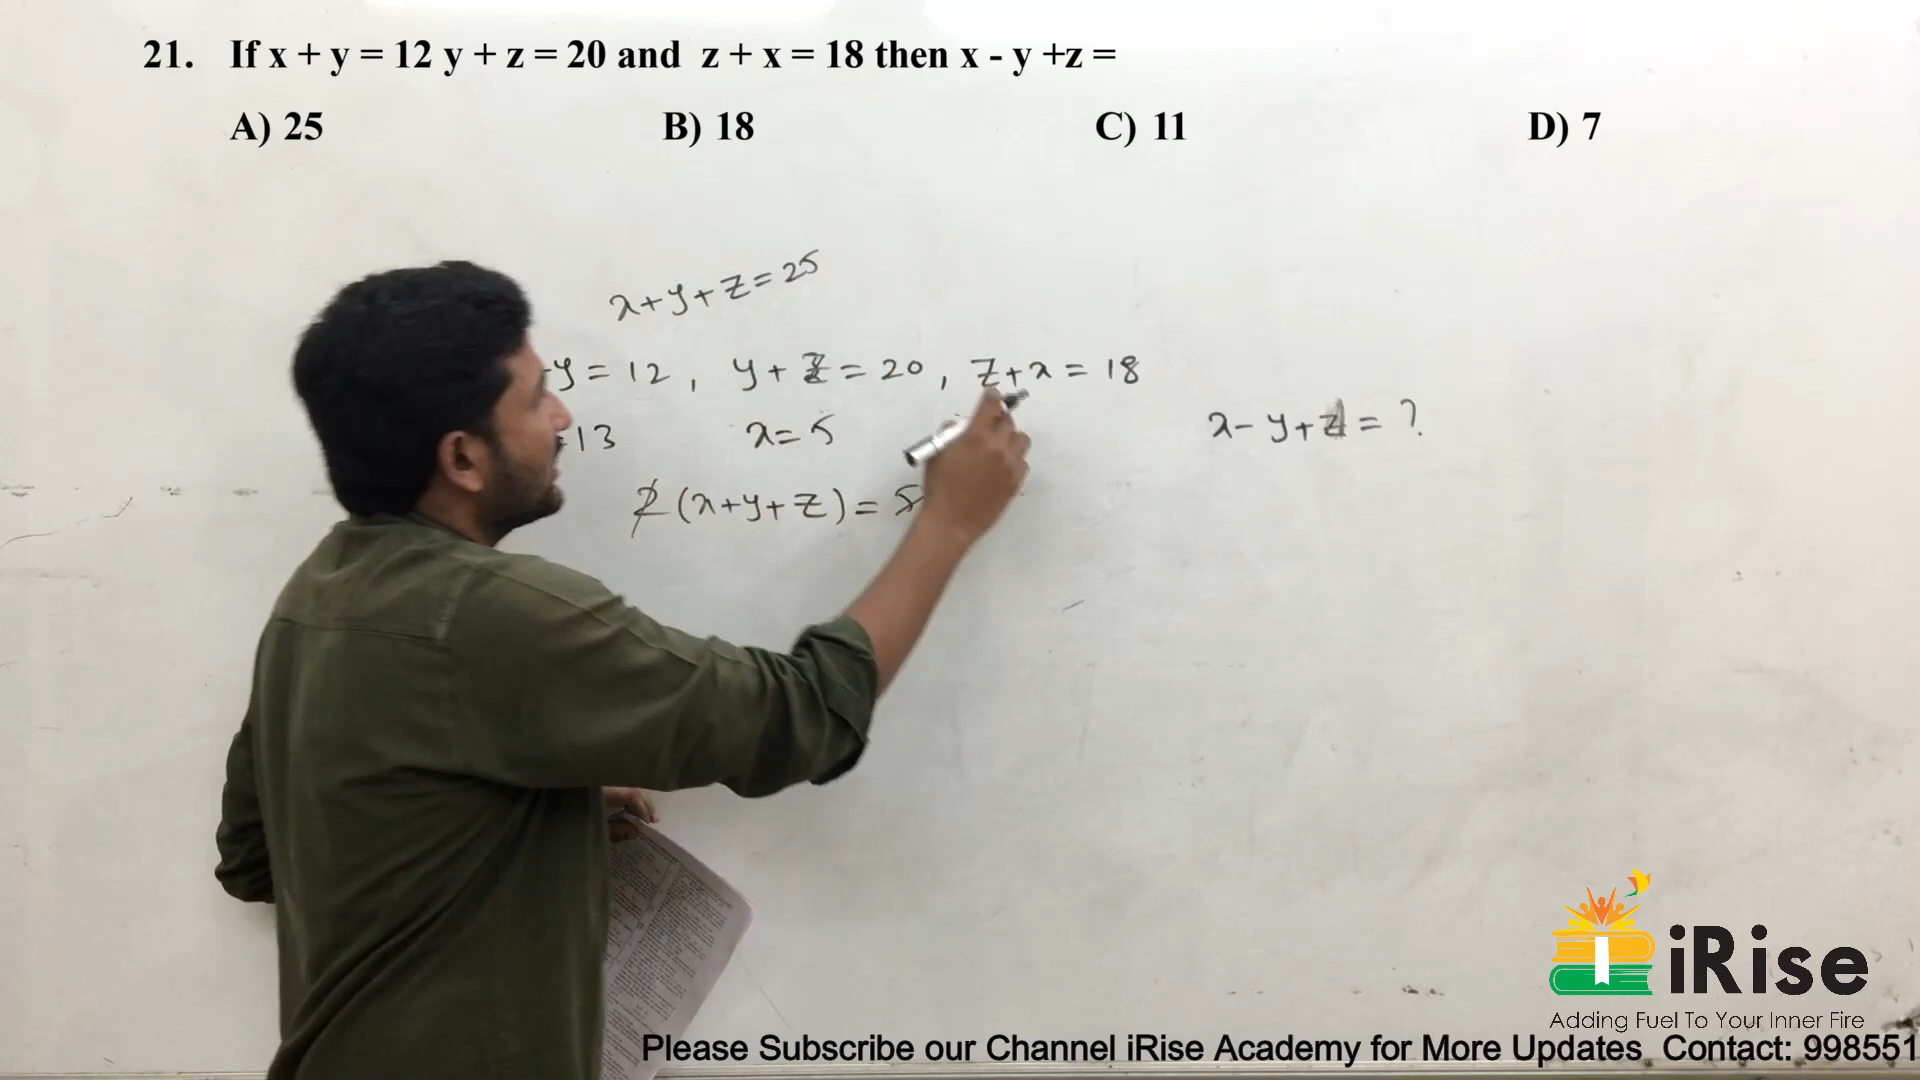 21. If x + y = 12 y + z = 20 and z + x = 18 then x - y +z =
A) 25 B) 18 C) 11 D) 7
x+y+z=25
y = 12 , y + z = 20 , z + x = 18
x - y + z = ?
13 x = 5
2 (x+y+z) =
iRise
Adding Fuel To Your Inner Fire
Please Subscribe our Channel iRise Academy for More Updates Contact: 998551